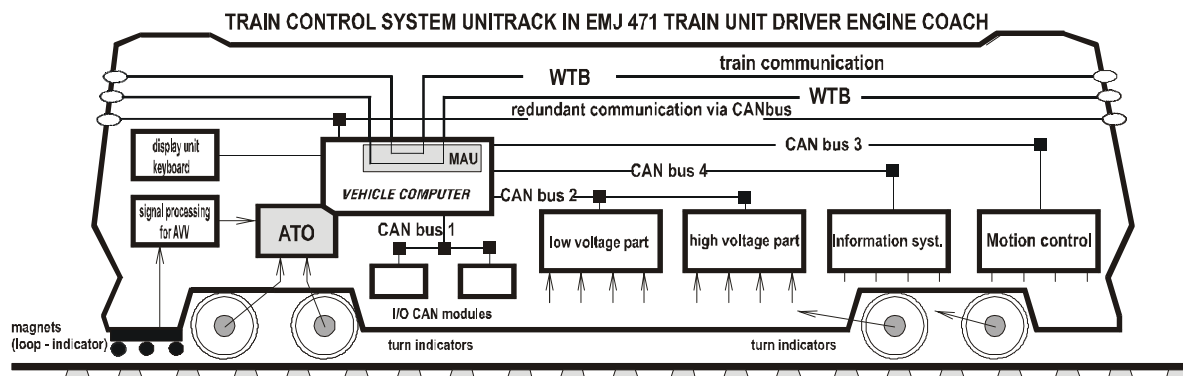 TRAIN CONTROL SYSTEM UNITRACK IN EMJ 471 TRAIN UNIT DRIVER ENGINE COACH
train communication
WTB
WTB
redundant communication via CANbus
display unit
keyboard
MAU
CAN bus 3
CAN bus 4
VEHICLE COMPUTER
CAN bus 2
signal processing
for AVV
ATO
CAN bus 1
low voltage part
high voltage part
Information syst.
Motion control
I/O CAN modules
magnets
(loop - indicator)
turn indicators
turn indicators